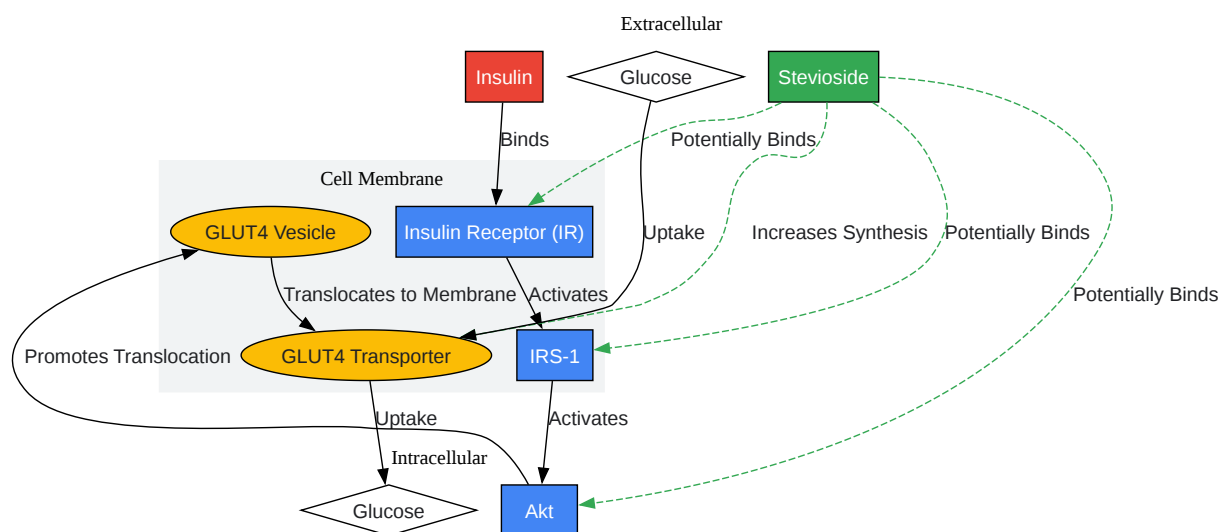 Extracellular
Insulin
Glucose
Stevioside
Binds
Potentially Binds
Cell Membrane
GLUT4 Vesicle
Insulin Receptor (IR)
Uptake
Increases Synthesis
Potentially Binds
Translocates to Membrane
Activates
Potentially Binds
Promotes Translocation
GLUT4 Transporter
IRS-1
Uptake
Activates
Intracellular
Glucose
Akt